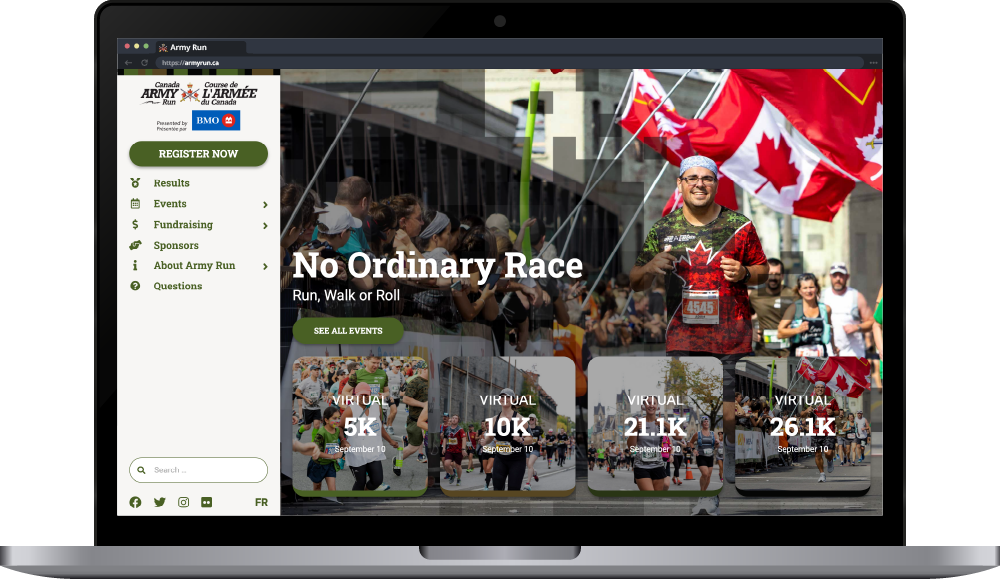 Army Run
https://armyrun.ca
Canada
ARMY
Run
Course de
L'ARMÉE
du Canada
Presented by
Présentée par
BMO
REGISTER NOW
Results
Events
Fundraising
Sponsors
About Army Run
Questions
Search ...
FR
No Ordinary Race
Run, Walk or Roll
SEE ALL EVENTS
4545
VIRTUAL
5K
September 10
VIRTUAL
10K
September 10
VIRTUAL
21.1K
September 10
VIRTUAL
26.1K
September 10